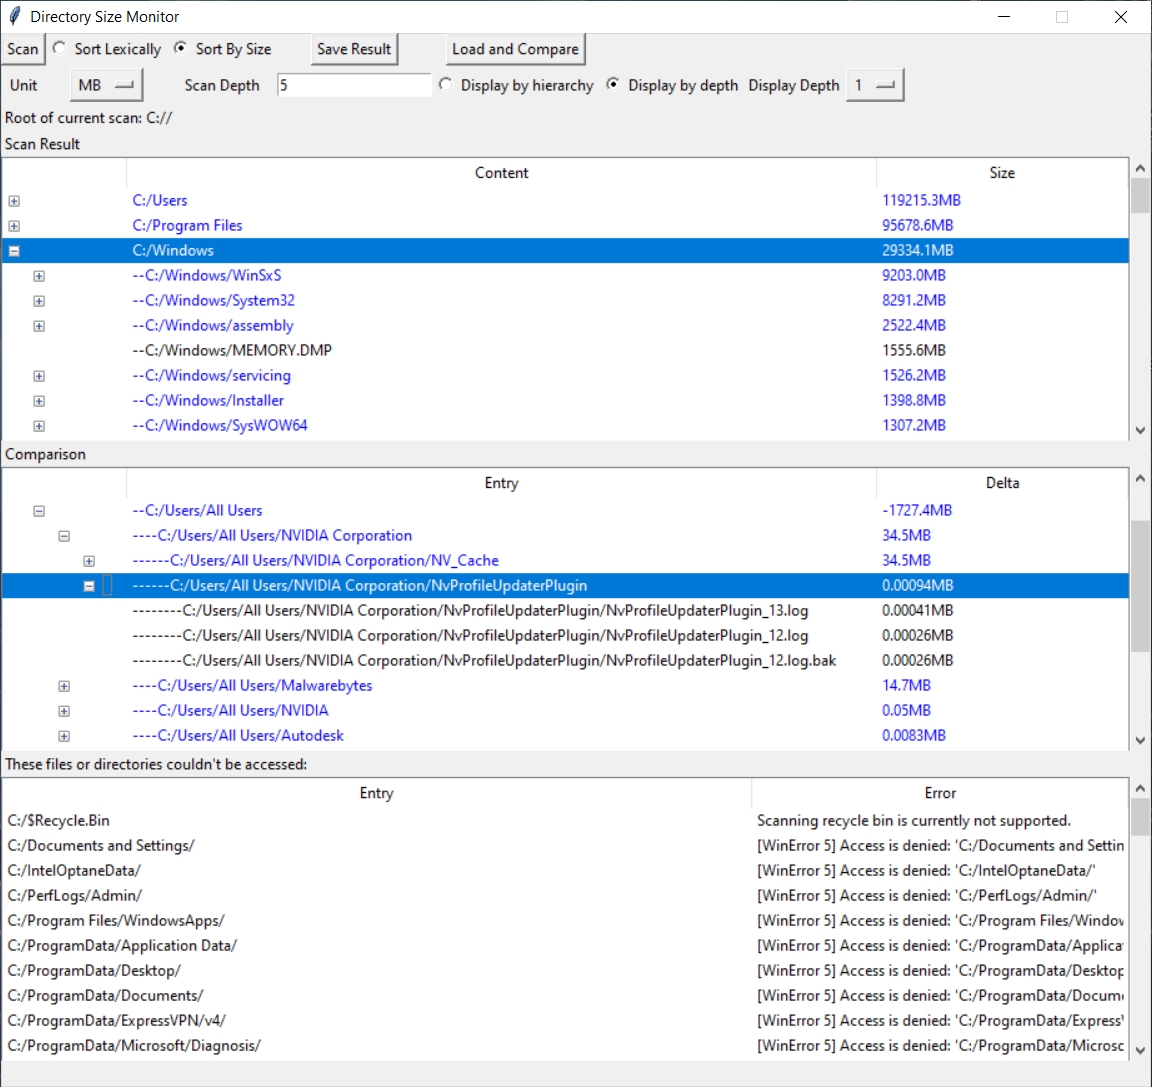 Directory Size Monitor
Scan Sort Lexically Sort By Size Save Result Load and Compare
Unit MB Scan Depth 5 Display by hierarchy Display by depth Display Depth 1
Root of current scan: C://
Scan Result
Content Size
C:/Users 119215.3MB
C:/Program Files 95678.6MB
C:/Windows 29334.1MB
--C:/Windows/WinSxS 9203.0MB
--C:/Windows/System32 8291.2MB
--C:/Windows/assembly 2522.4MB
--C:/Windows/MEMORY.DMP 1555.6MB
--C:/Windows/servicing 1526.2MB
--C:/Windows/Installer 1398.8MB
--C:/Windows/SysWOW64 1307.2MB
Comparison
Entry Delta
--C:/Users/All Users -1727.4MB
----C:/Users/All Users/NVIDIA Corporation 34.5MB
------C:/Users/All Users/NVIDIA Corporation/NV_Cache 34.5MB
------C:/Users/All Users/NVIDIA Corporation/NvProfileUpdaterPlugin 0.00094MB
--------C:/Users/All Users/NVIDIA Corporation/NvProfileUpdaterPlugin/NvProfileUpdaterPlugin_13.log 0.00041MB
--------C:/Users/All Users/NVIDIA Corporation/NvProfileUpdaterPlugin/NvProfileUpdaterPlugin_12.log 0.00026MB
--------C:/Users/All Users/NVIDIA Corporation/NvProfileUpdaterPlugin/NvProfileUpdaterPlugin_12.log.bak 0.00026MB
----C:/Users/All Users/Malwarebytes 14.7MB
----C:/Users/All Users/NVIDIA 0.05MB
----C:/Users/All Users/Autodesk 0.0083MB
These files or directories couldn't be accessed:
Entry Error
C:/$Recycle.Bin Scanning recycle bin is currently not supported.
C:/Documents and Settings/ [WinError 5] Access is denied: 'C:/Documents and Settin
C:/IntelOptaneData/ [WinError 5] Access is denied: 'C:/IntelOptaneData/'
C:/PerfLogs/Admin/ [WinError 5] Access is denied: 'C:/PerfLogs/Admin/'
C:/Program Files/WindowsApps/ [WinError 5] Access is denied: 'C:/Program Files/Window
C:/ProgramData/Application Data/ [WinError 5] Access is denied: 'C:/ProgramData/Applica
C:/ProgramData/Desktop/ [WinError 5] Access is denied: 'C:/ProgramData/Desktop
C:/ProgramData/Documents/ [WinError 5] Access is denied: 'C:/ProgramData/Docum
C:/ProgramData/ExpressVPN/v4/ [WinError 5] Access is denied: 'C:/ProgramData/Express
C:/ProgramData/Microsoft/Diagnosis/ [WinError 5] Access is denied: 'C:/ProgramData/Microsc